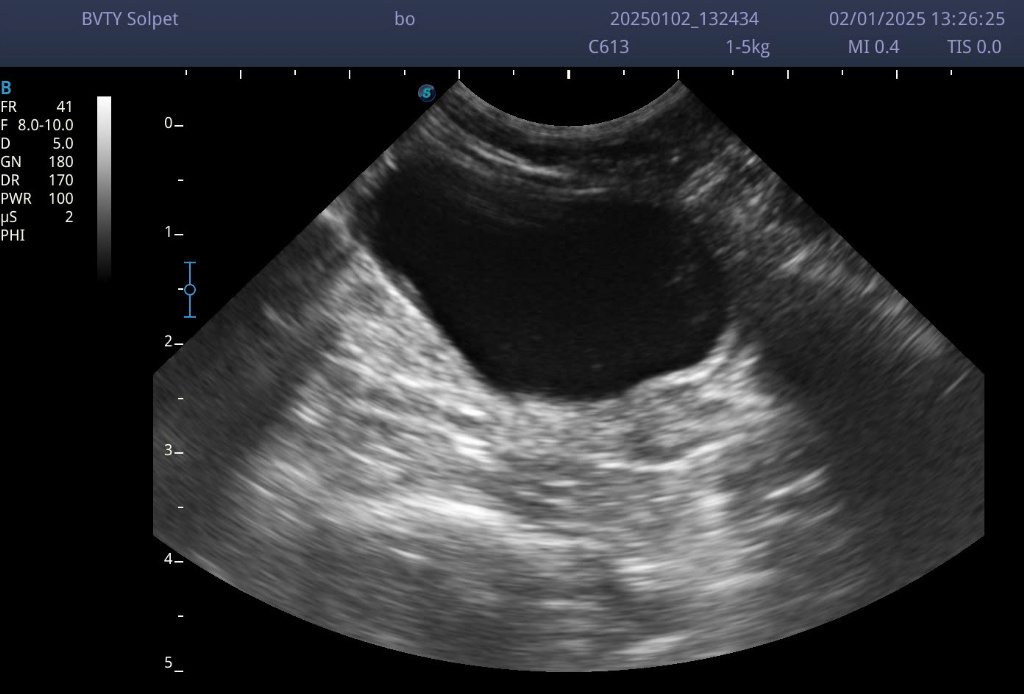 BVTY Solpet bo 20250102_132434 02/01/2025 13:26:25
C613 1-5kg MI 0.4 TIS 0.0
B
FR 41
F 8.0-10.0
D 5.0
GN 180
DR 170
PWR 100
µS 2
PHI
S
0
1
2
3
4
5